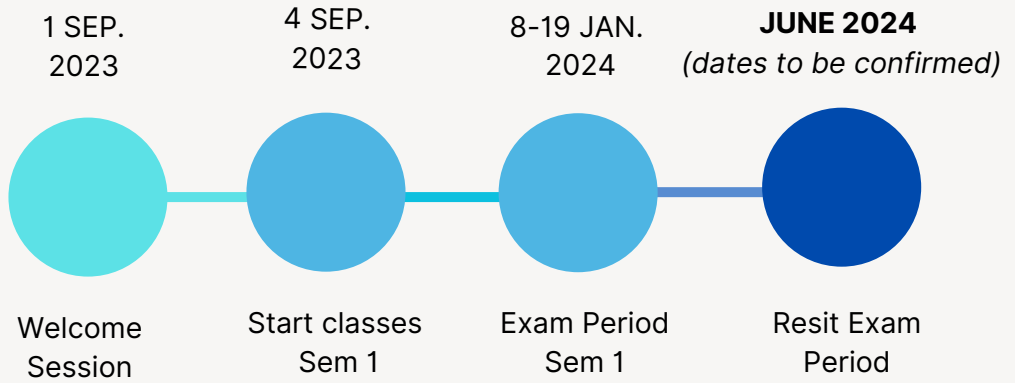 1 SEP.
2023
4 SEP.
2023
8-19 JAN.
2024
JUNE 2024
(dates to be confirmed)
Welcome
Session
Start classes
Sem 1
Exam Period
Sem 1
Resit Exam
Period